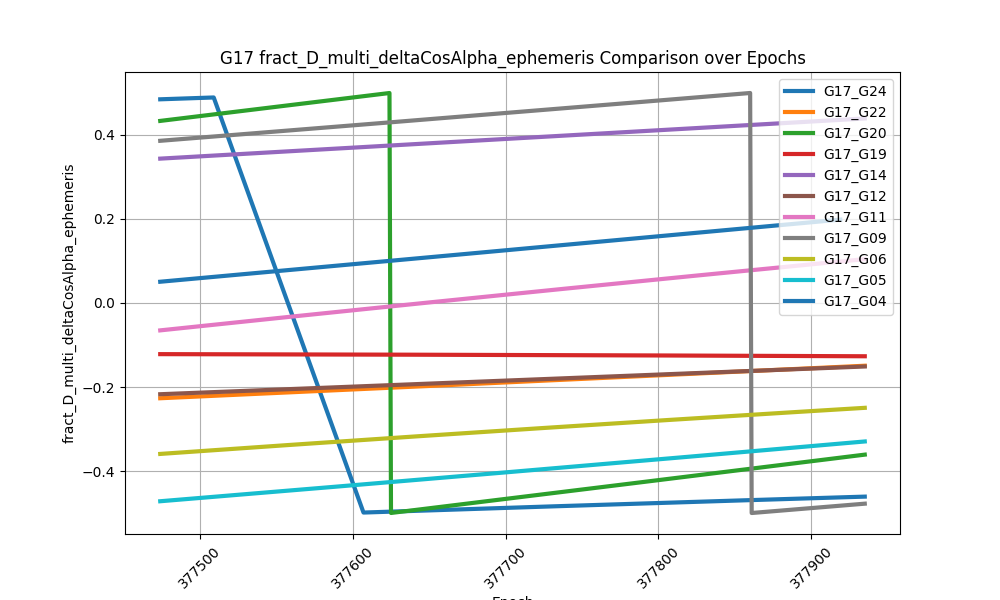 G17 fract_D_multi_deltaCosAlpha_ephemeris Comparison over Epochs
fract_D_multi_deltaCosAlpha_ephemeris
0.4
0.2
0.0
−0.2
−0.4
G17_G24
G17_G22
G17_G20
G17_G19
G17_G14
G17_G12
G17_G11
G17_G09
G17_G06
G17_G05
G17_G04
377500
377600
377700
377800
377900
Epoch